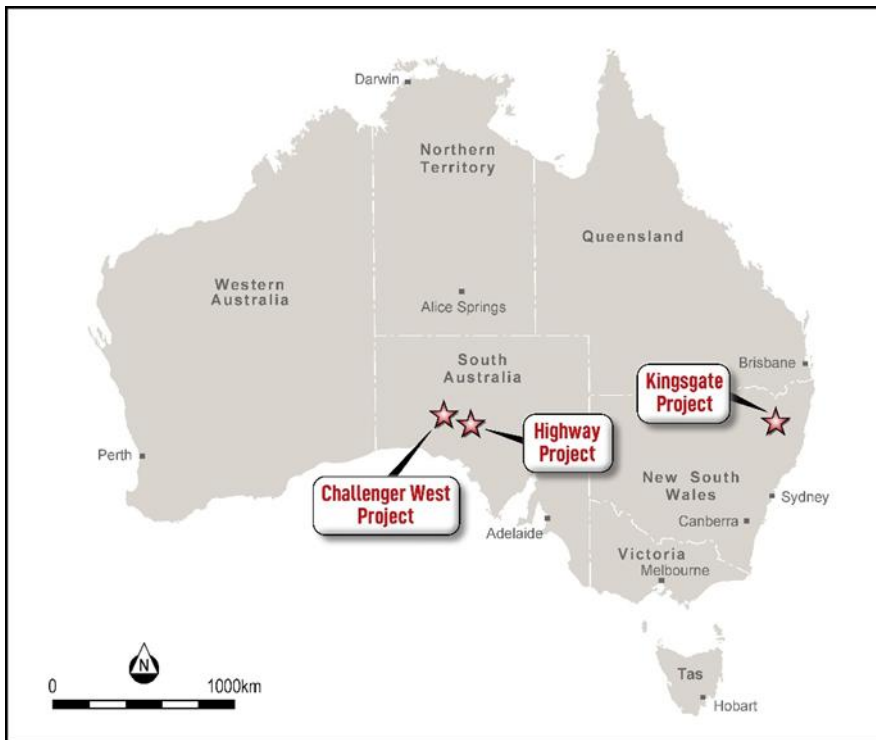 Darwin
Northern
Territory
Queensland
Western
Australia
Alice Springs
South
Australia
Brisbane
Kingsgate
Project
Highway
Project
Perth
Challenger West
Project
New South
Wales
Sydney
Canberra
Adelaide
Victoria
Melbourne
N
0 1000km
Tas
Hobart